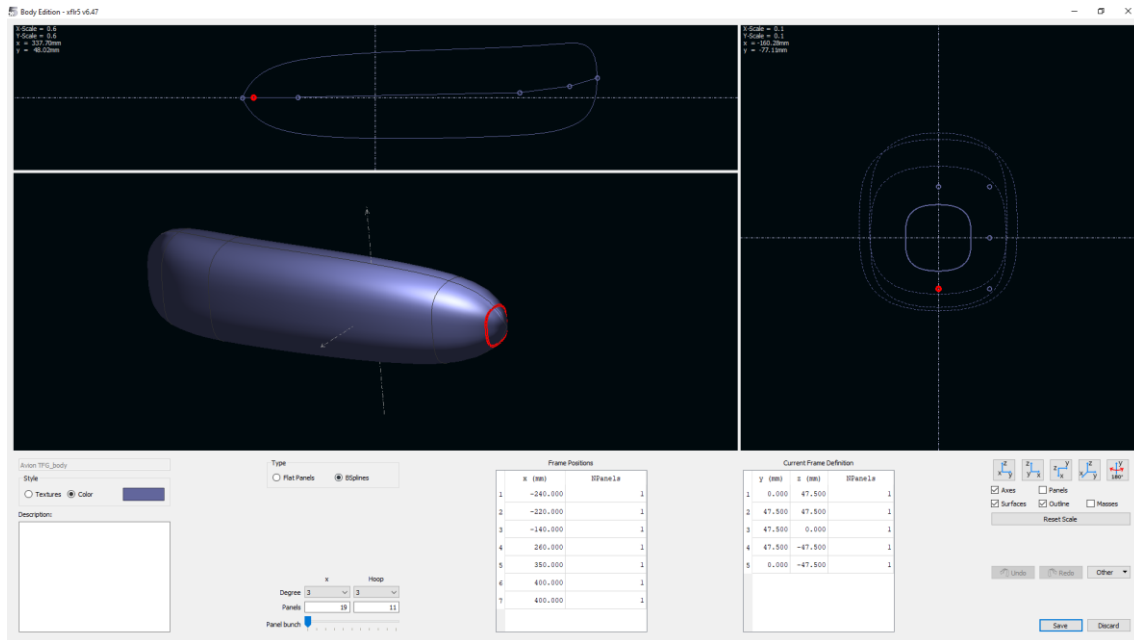 Body Edition - xflr5 v6.47
X-Scale = 0.6
Y-Scale = 0.6
x = 337.70mm
y = 48.02mm
X-Scale = 0.1
Y-Scale = 0.1
x = -160.28mm
y = -77.11mm
Avion TFG_body
Style
Textures Color
Description:
Type
Flat Panels BSplines
x Hoop
Degree 3 3
Panels 19 11
Panel bunch
Frame Positions
x (mm) NPanels
1 -240.000 1
2 -220.000 1
3 -140.000 1
4 260.000 1
5 350.000 1
6 400.000 1
7 400.000 1
Current Frame Definition
y (mm) z (mm) NPanels
1 0.000 47.500 1
2 47.500 47.500 1
3 47.500 0.000 1
4 47.500 -47.500 1
5 0.000 -47.500 1
Axes Panels
Surfaces Outline Masses
Reset Scale
Undo Redo Other
Save Discard